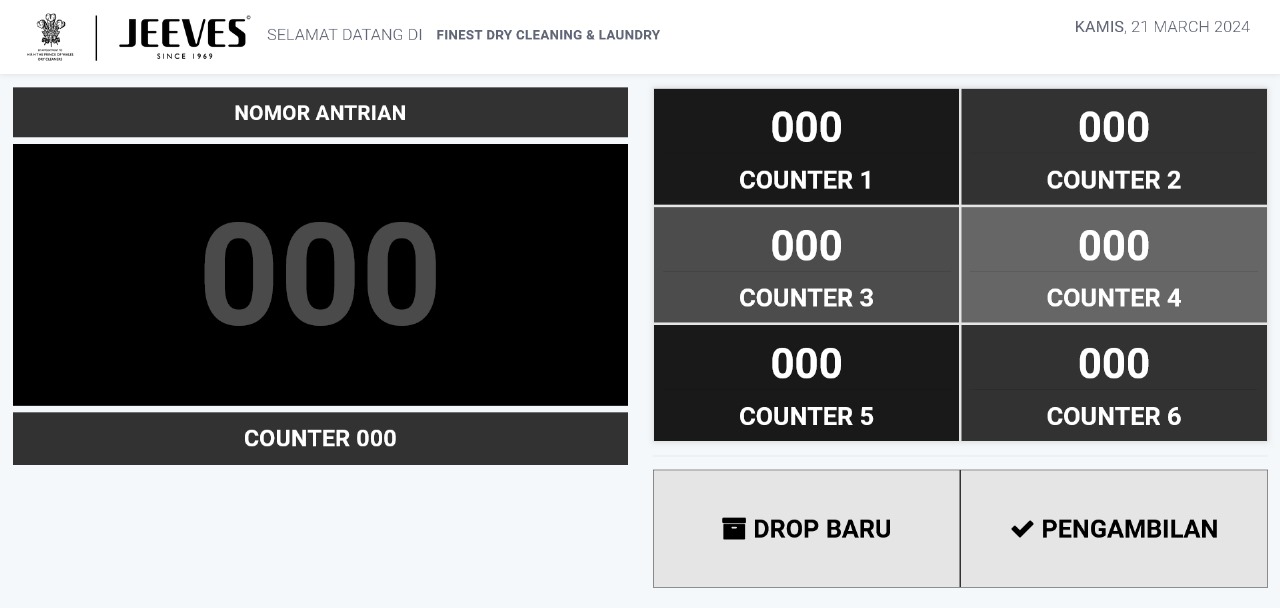 JEEVES
©
SINCE 1969
DRY CLEANERS
SELAMAT DATANG DI FINEST DRY CLEANING & LAUNDRY
KAMIS, 21 MARCH 2024
NOMOR ANTRIAN
000
COUNTER 000
000 000
COUNTER 1 COUNTER 2
000 000
COUNTER 3 COUNTER 4
000 000
COUNTER 5 COUNTER 6
DROP BARU PENGAMBILAN